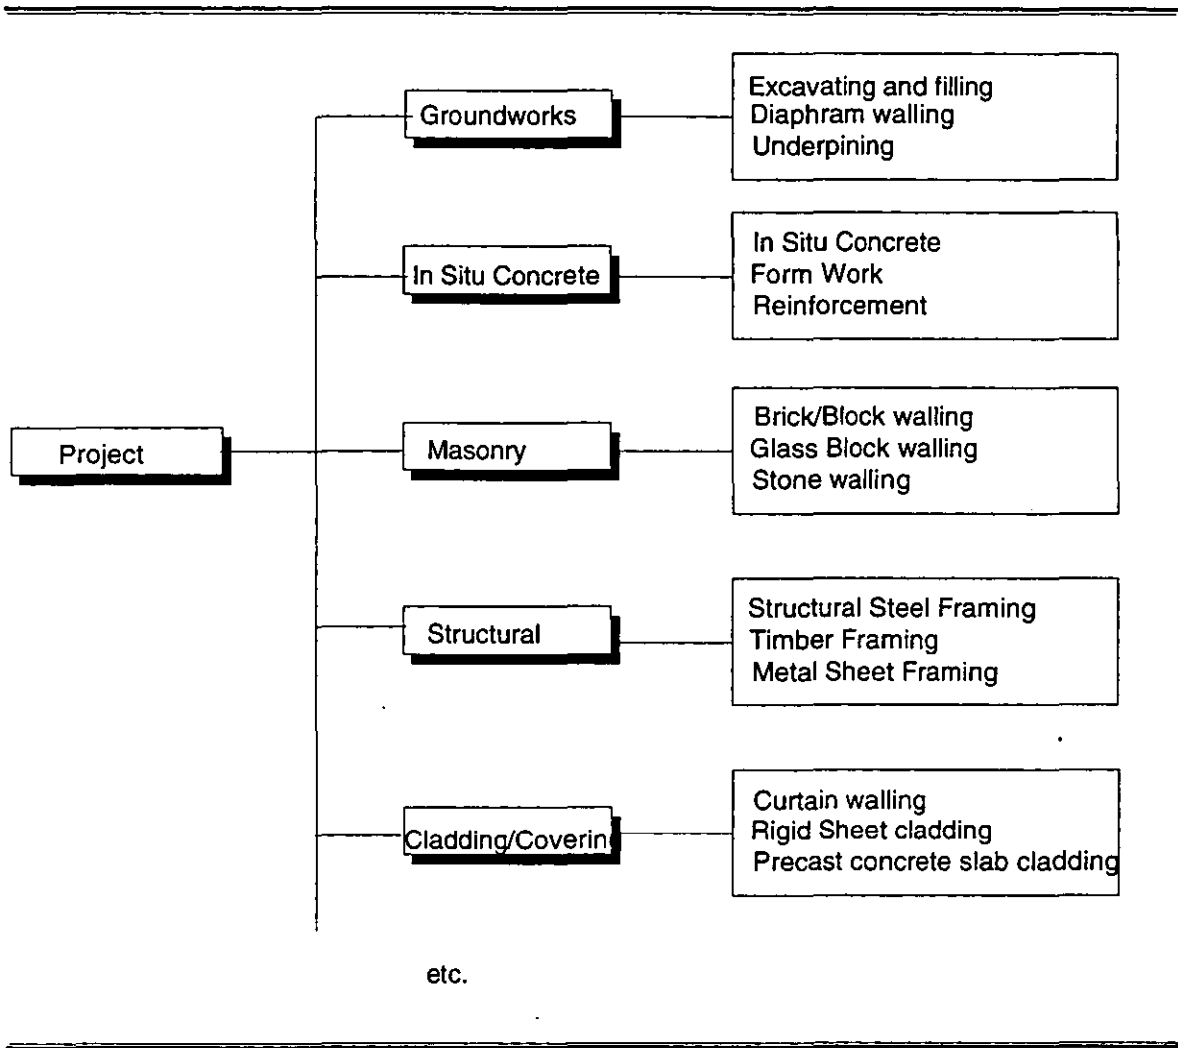 Groundworks
Excavating and filling
Diaphram walling
Underpining
In Situ Concrete
In Situ Concrete
Form Work
Reinforcement
Project
Masonry
Brick/Block walling
Glass Block walling
Stone walling
Structural
Structural Steel Framing
Timber Framing
Metal Sheet Framing
Cladding/Coverin
Curtain walling
Rigid Sheet cladding
Precast concrete slab cladding
etc.